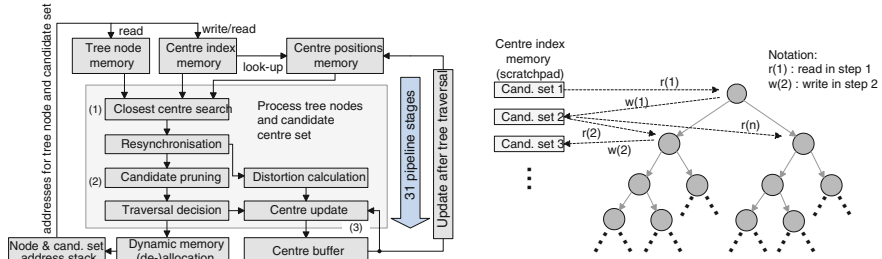 addresses for tree node and candidate set
read
write/read
Tree node
memory
Centre index
memory
Centre positions
memory
look-up
(1)
Closest centre search
Process tree nodes
and candidate
centre set
Resynchronisation
(2)
Candidate pruning
Distortion calculation
Traversal decision
Centre update
(3)
Node & cand. set
address stack
Dynamic memory
(de-)allocation
Centre buffer
31 pipeline stages
Update after tree traversal
Centre index
memory
(scratchpad)
Cand. set 1
Cand. set 2
Cand. set 3
r(1)
w(1)
r(2)
w(2)
r(n)
Notation:
r(1) : read in step 1
w(2) : write in step 2